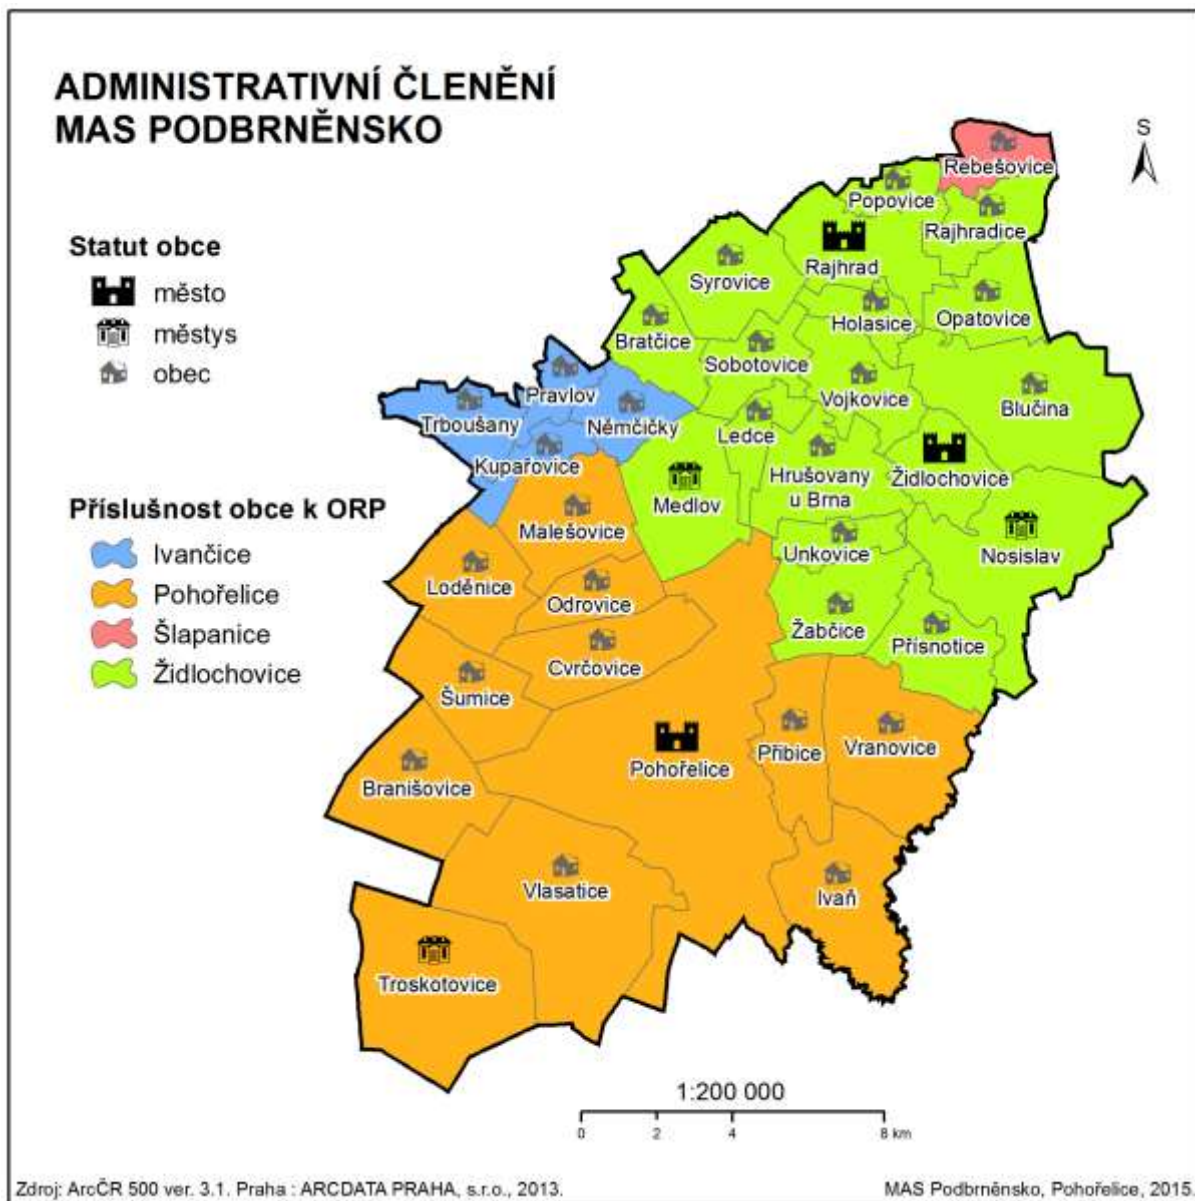 ADMINISTRATIVNÍ ČLENĚNÍ
MAS PODBRNĚNSKO
S
Statut obce
město
městys
obec
Příslušnost obce k ORP
Ivančice
Pohořelice
Šlapanice
Židlochovice
Rebešovice
Popovice
Rajhradice
Rajhrad
Syrovice
Opatovice
Holasice
Bratčice
Sobotovice
Pravlov
Vojkovice
Blučina
Trboušany
Němčičky
Ledce
Kupařovice
Hrušovany
u Brna
Židlochovice
Medlov
Malešovice
Unkovice
Nosislav
Loděnice
Odrovice
Žabčice
Přísnotice
Cvrčovice
Šumice
Pohořelice
Přibice
Vranovice
Branišovice
Vlasatice
Ivaň
Troskotovice
1:200 000
0 2 4 8 km
Zdroj: ArcČR 500 ver. 3.1. Praha : ARCDATA PRAHA, s.r.o., 2013.
MAS Podbrněnsko, Pohořelice, 2015